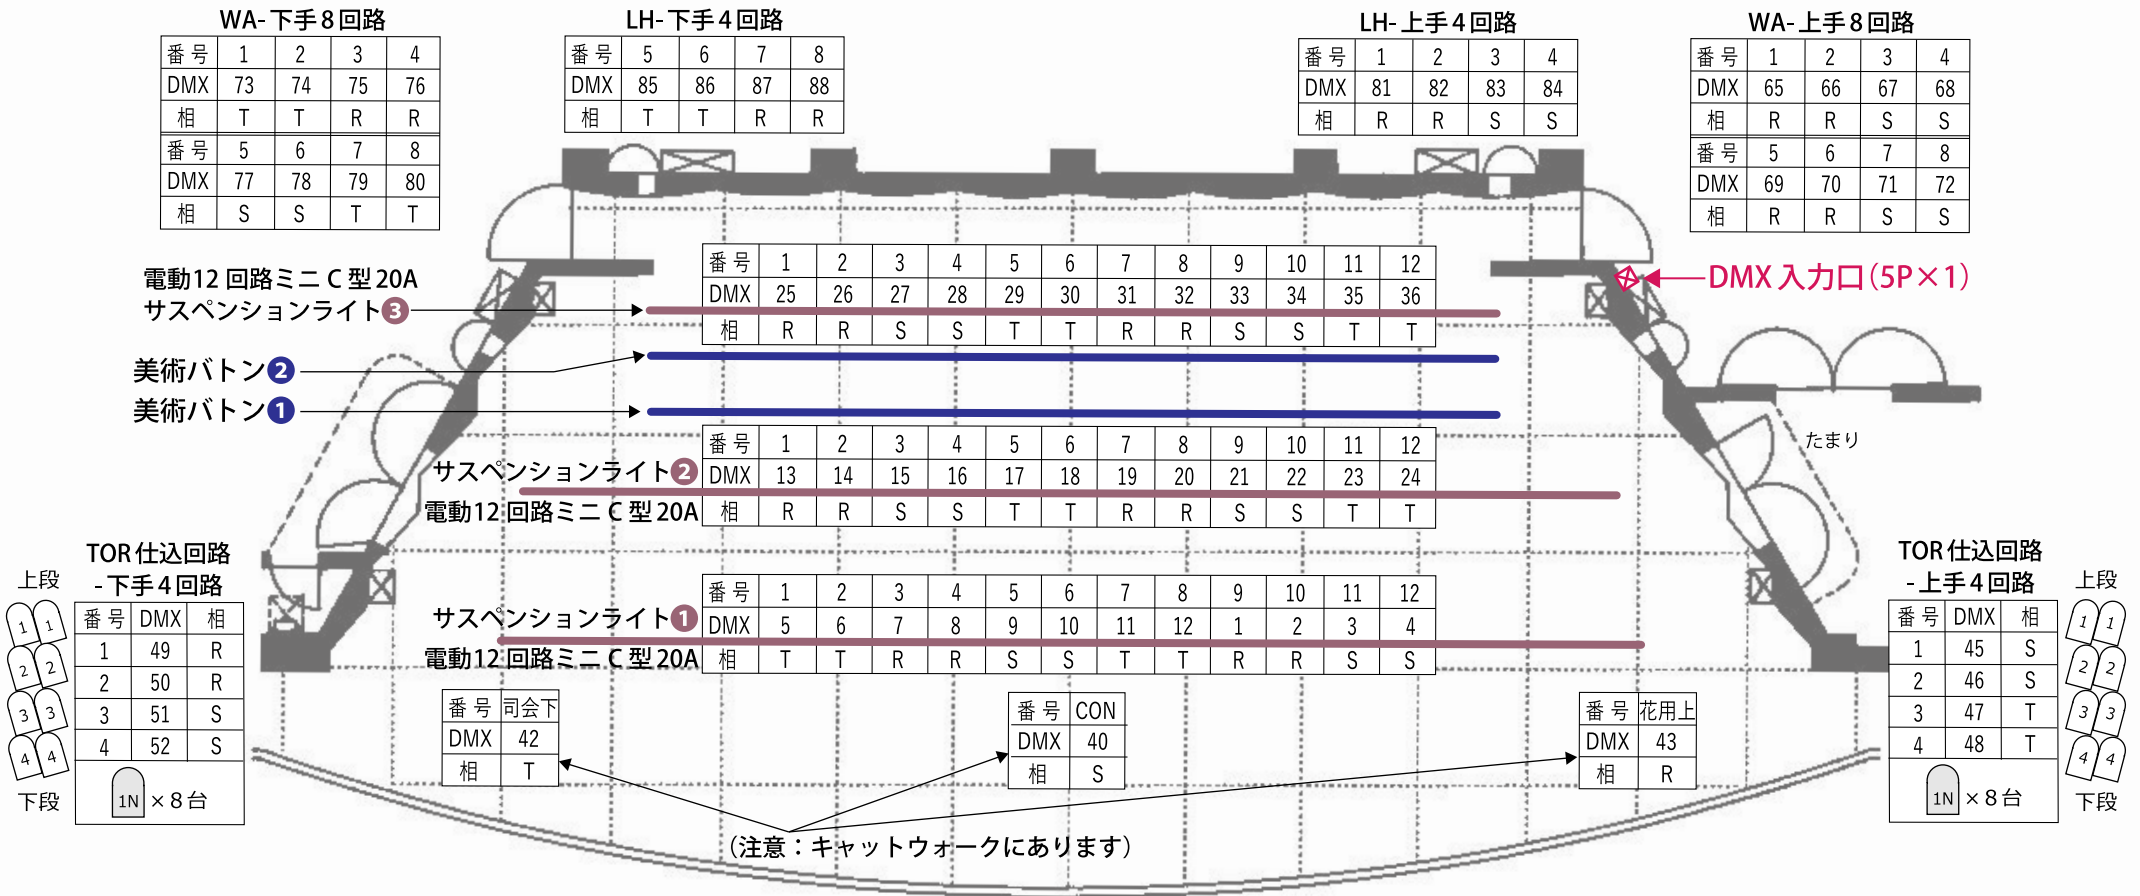 WA-下手8回路
番号 1 2 3 4
DMX 73 74 75 76
相 T T R R
番号 5 6 7 8
DMX 77 78 79 80
相 S S T T
LH-下手4回路
番号 5 6 7 8
DMX 85 86 87 88
相 T T R R
LH-上手4回路
番号 1 2 3 4
DMX 81 82 83 84
相 R R S S
WA-上手8回路
番号 1 2 3 4
DMX 65 66 67 68
相 R R S S
番号 5 6 7 8
DMX 69 70 71 72
相 R R S S
電動12回路ミニC型20A
サスペンションライト3
番号 1 2 3 4 5 6 7 8 9 10 11 12
DMX 25 26 27 28 29 30 31 32 33 34 35 36
相 R R S S T T R R S S T T
DMX入力口(5P×1)
美術バトン2
美術バトン1
たまり
サスペンションライト2
電動12回路ミニC型20A
番号 1 2 3 4 5 6 7 8 9 10 11 12
DMX 13 14 15 16 17 18 19 20 21 22 23 24
相 R R S S T T R R S S T T
サスペンションライト1
電動12回路ミニC型20A
番号 1 2 3 4 5 6 7 8 9 10 11 12
DMX 5 6 7 8 9 10 11 12 1 2 3 4
相 T T R R S S T T R R S S
TOR仕込回路
-下手4回路
上段
1 1
2 2
3 3
4 4
下段
番号 DMX 相
1 49 R
2 50 R
3 51 S
4 52 S
1N ×8台
TOR仕込回路
-上手4回路
番号 DMX 相
1 45 S
2 46 S
3 47 T
4 48 T
1N ×8台
上段
1 1
2 2
3 3
4 4
下段
番号 司会下
DMX 42
相 T
番号 CON
DMX 40
相 S
番号 花用上
DMX 43
相 R
(注意：キャットウォークにあります)